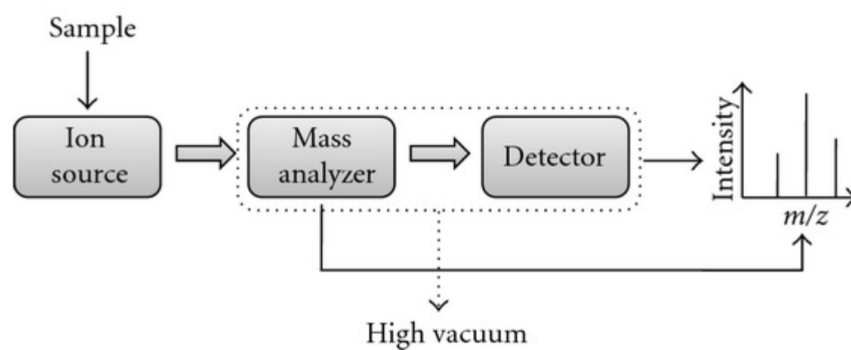 Sample
Ion
source
Mass
analyzer
Detector
Intensity
m/z
High vacuum